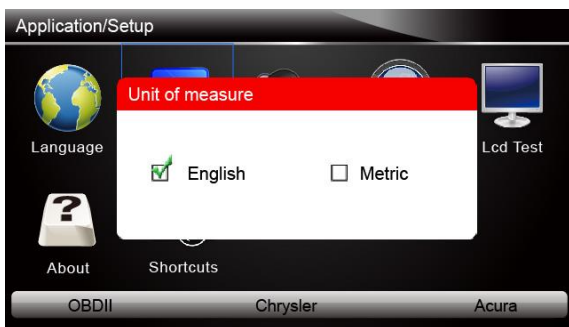 Application/Setup
Unit of measure
Language
Lcd Test
English
Metric
?
About
Shortcuts
OBDII
Chrysler
Acura